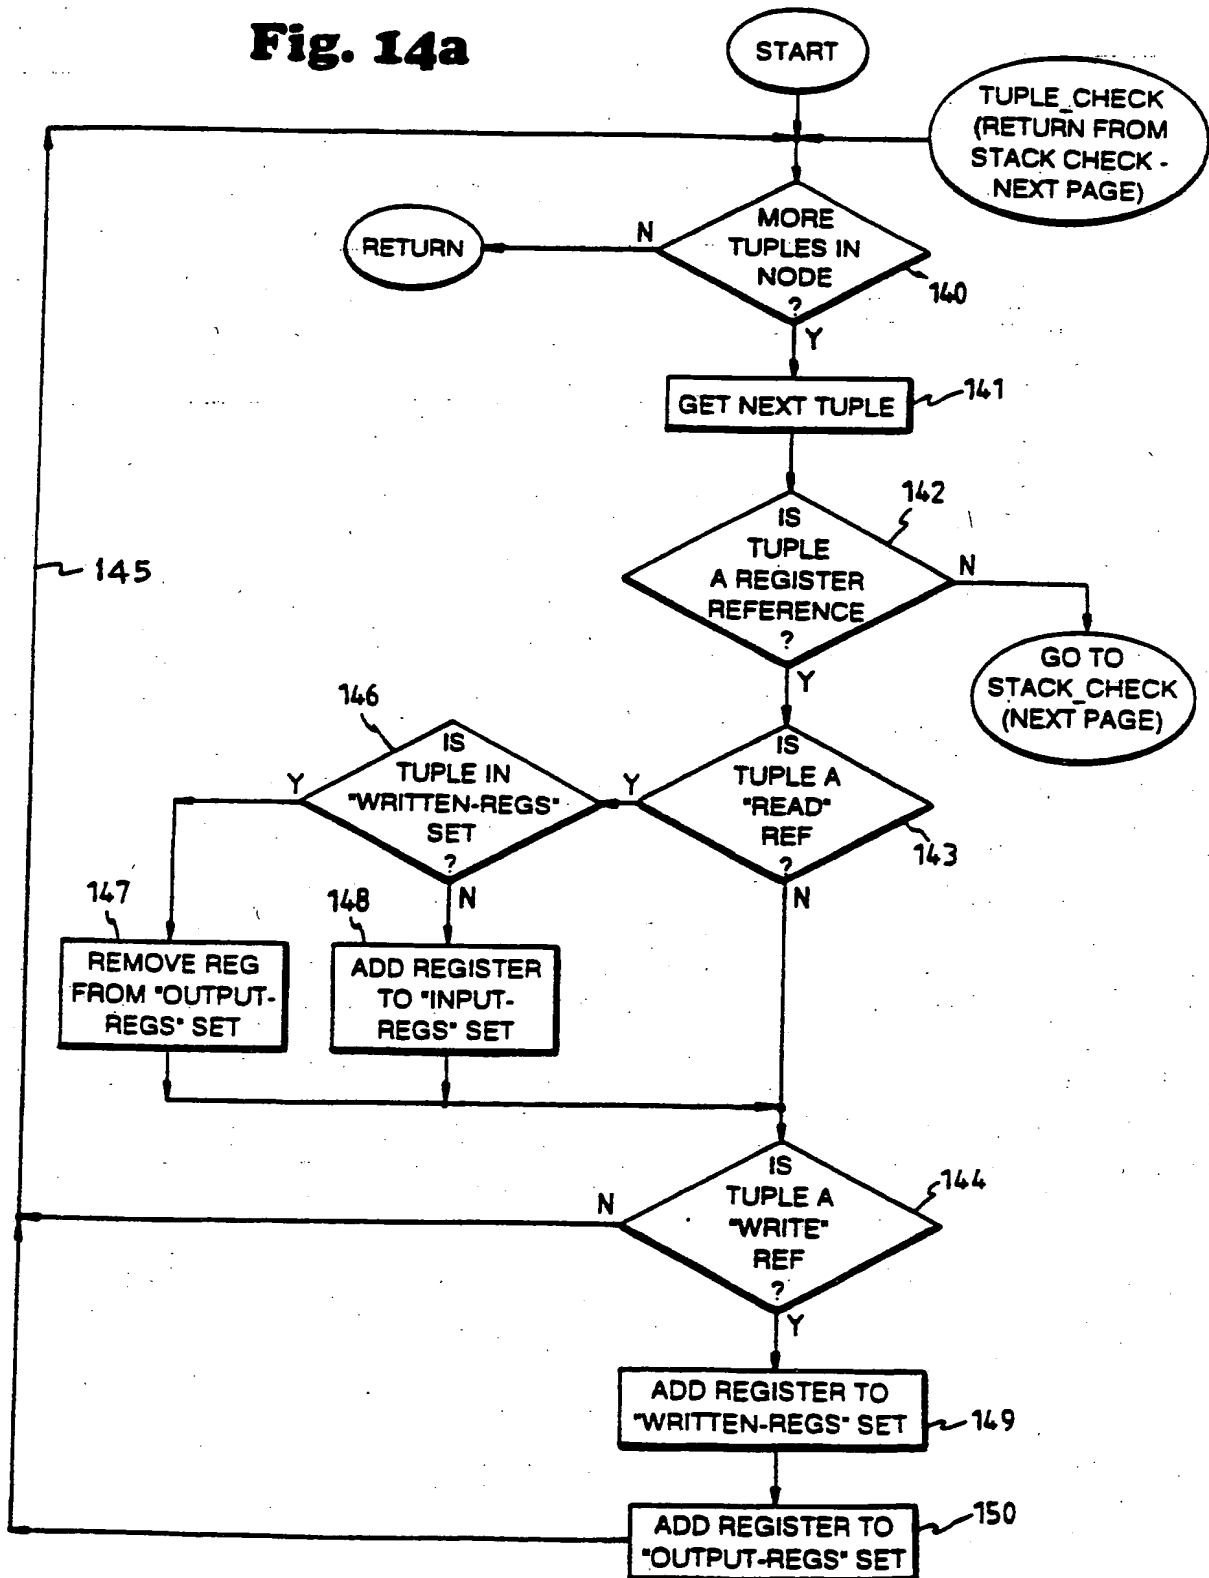 Fig. 14a
START
TUPLE_CHECK
(RETURN FROM
STACK CHECK -
NEXT PAGE)
MORE
TUPLES IN
NODE
?
140
N
RETURN
Y
GET NEXT TUPLE
141
142
IS
TUPLE
A REGISTER
REFERENCE
?
N
145
Y
GO TO
STACK_CHECK
(NEXT PAGE)
146
IS
TUPLE IN
"WRITTEN-REGS"
SET
?
Y
Y
IS
TUPLE A
"READ"
REF
?
143
N
N
147
148
REMOVE REG
FROM "OUTPUT-
REGS" SET
ADD REGISTER
TO "INPUT-
REGS" SET
IS
TUPLE A
"WRITE"
REF
?
144
N
Y
ADD REGISTER TO
"WRITTEN-REGS" SET
149
ADD REGISTER TO
"OUTPUT-REGS" SET
150